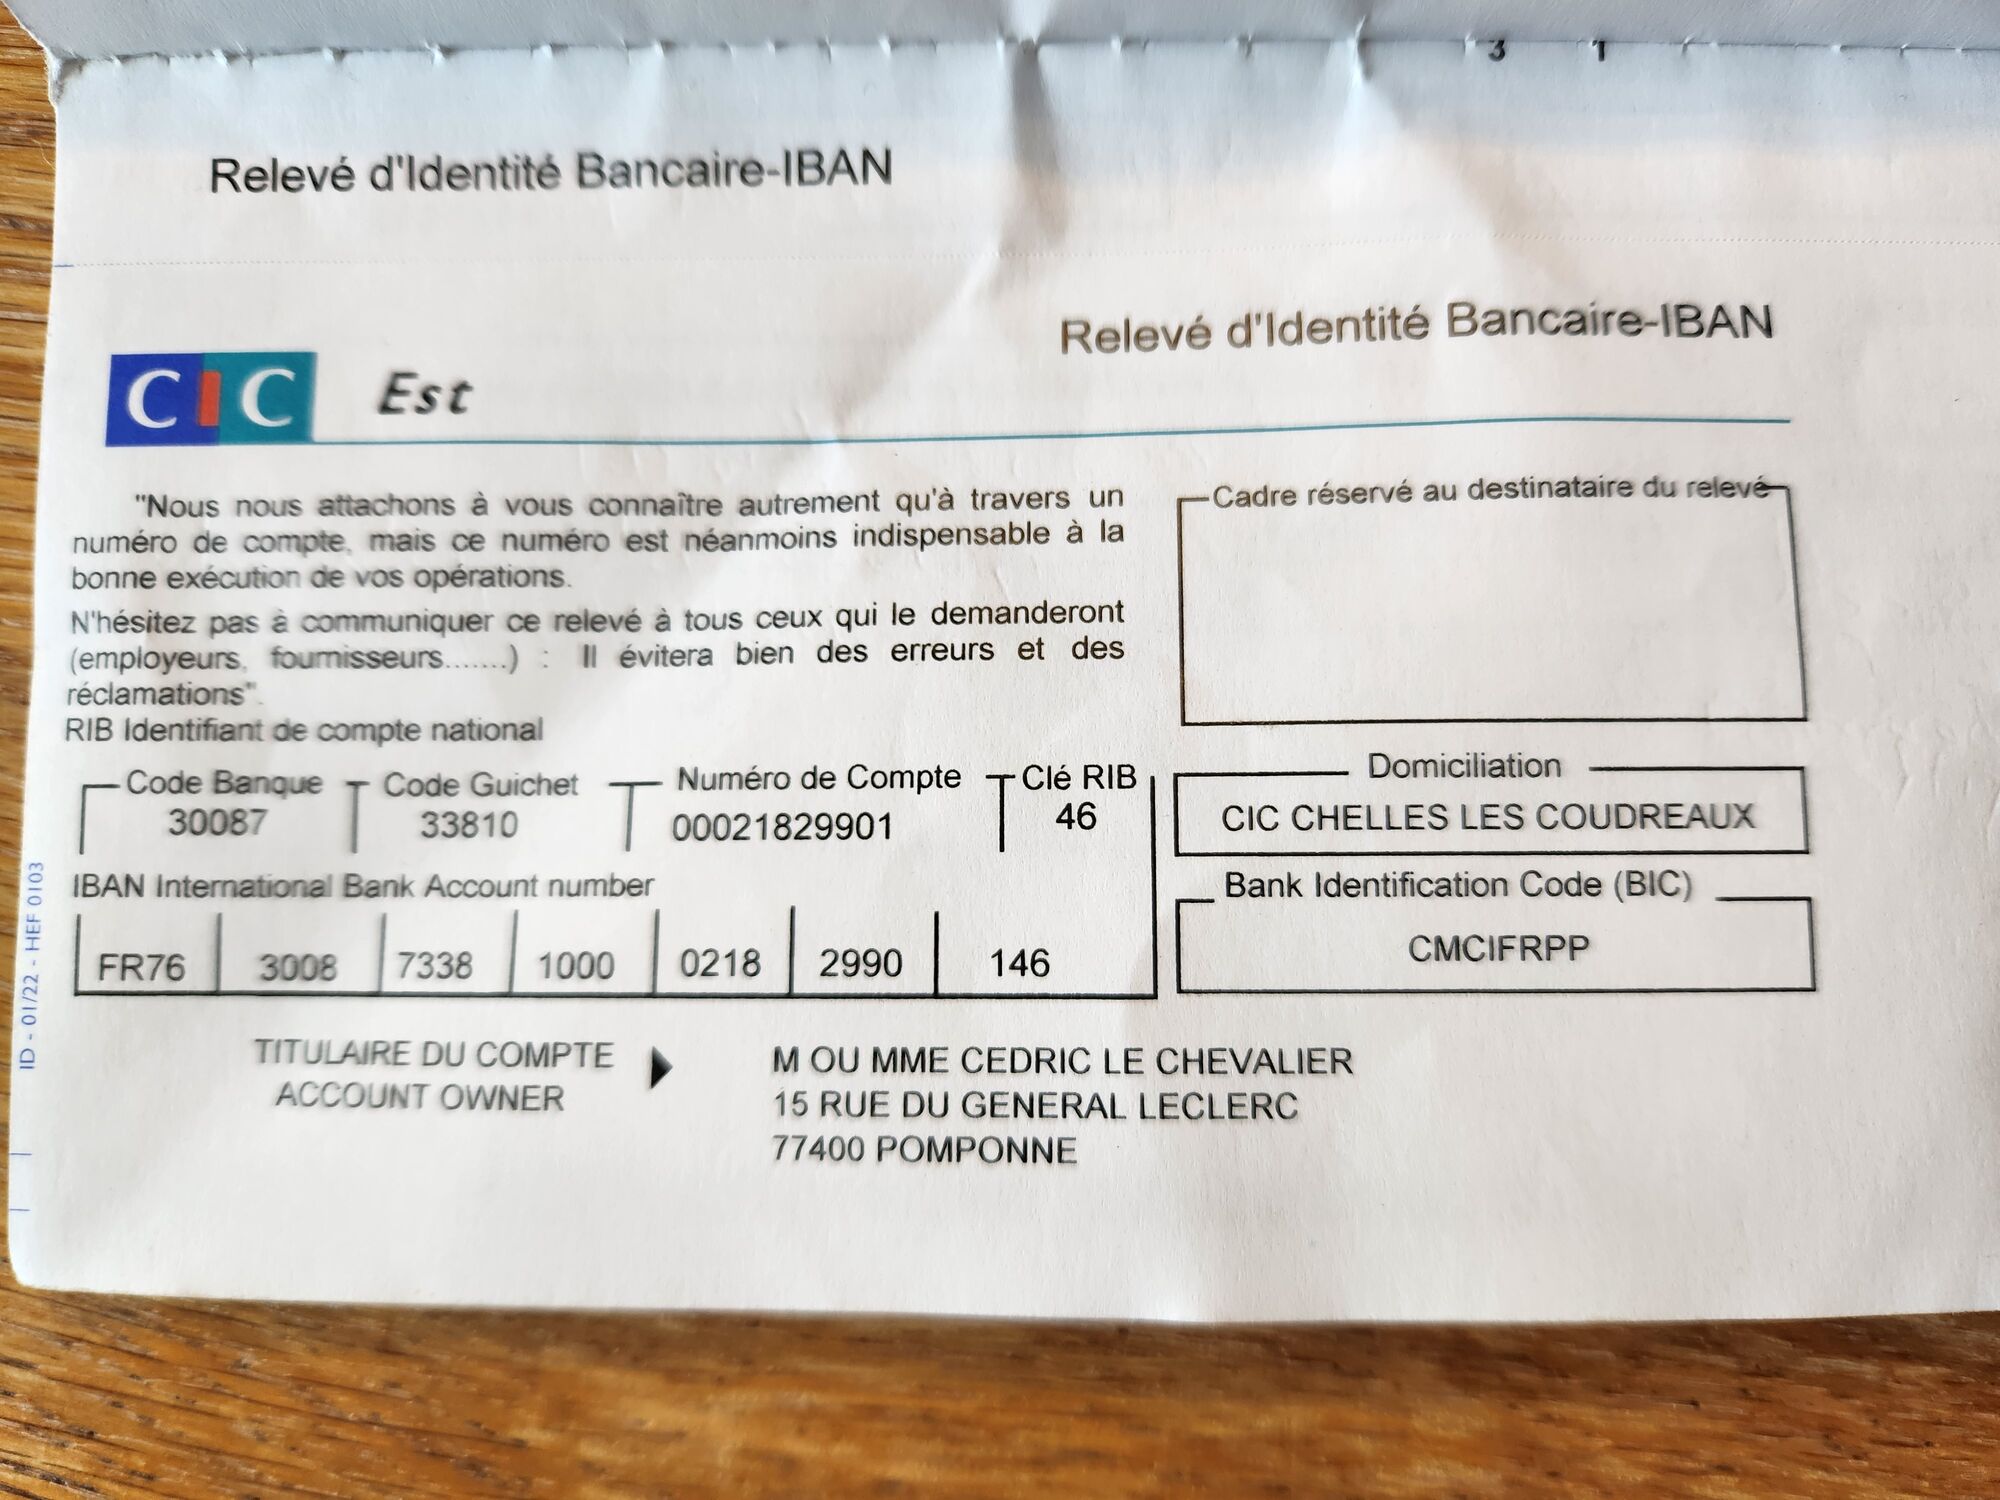 3 1
Relevé d'Identité Bancaire-IBAN
Relevé d'Identité Bancaire-IBAN
CIC Est
"Nous nous attachons à vous connaître autrement qu'à travers un
numéro de compte, mais ce numéro est néanmoins indispensable à la
bonne exécution de vos opérations.
N'hésitez pas à communiquer ce relevé à tous ceux qui le demanderont
(employeurs, fournisseurs.......) : Il évitera bien des erreurs et des
réclamations".
Cadre réservé au destinataire du relevé
RIB Identifiant de compte national
Code Banque Code Guichet Numéro de Compte Clé RIB
30087 33810 00021829901 46
Domiciliation
CIC CHELLES LES COUDREAUX
IBAN International Bank Account number
FR76 3008 7338 1000 0218 2990 146
Bank Identification Code (BIC)
CMCIFRPP
TITULAIRE DU COMPTE
ACCOUNT OWNER
M OU MME CEDRIC LE CHEVALIER
15 RUE DU GENERAL LECLERC
77400 POMPONNE
ID - 01/22 - HEF 0103